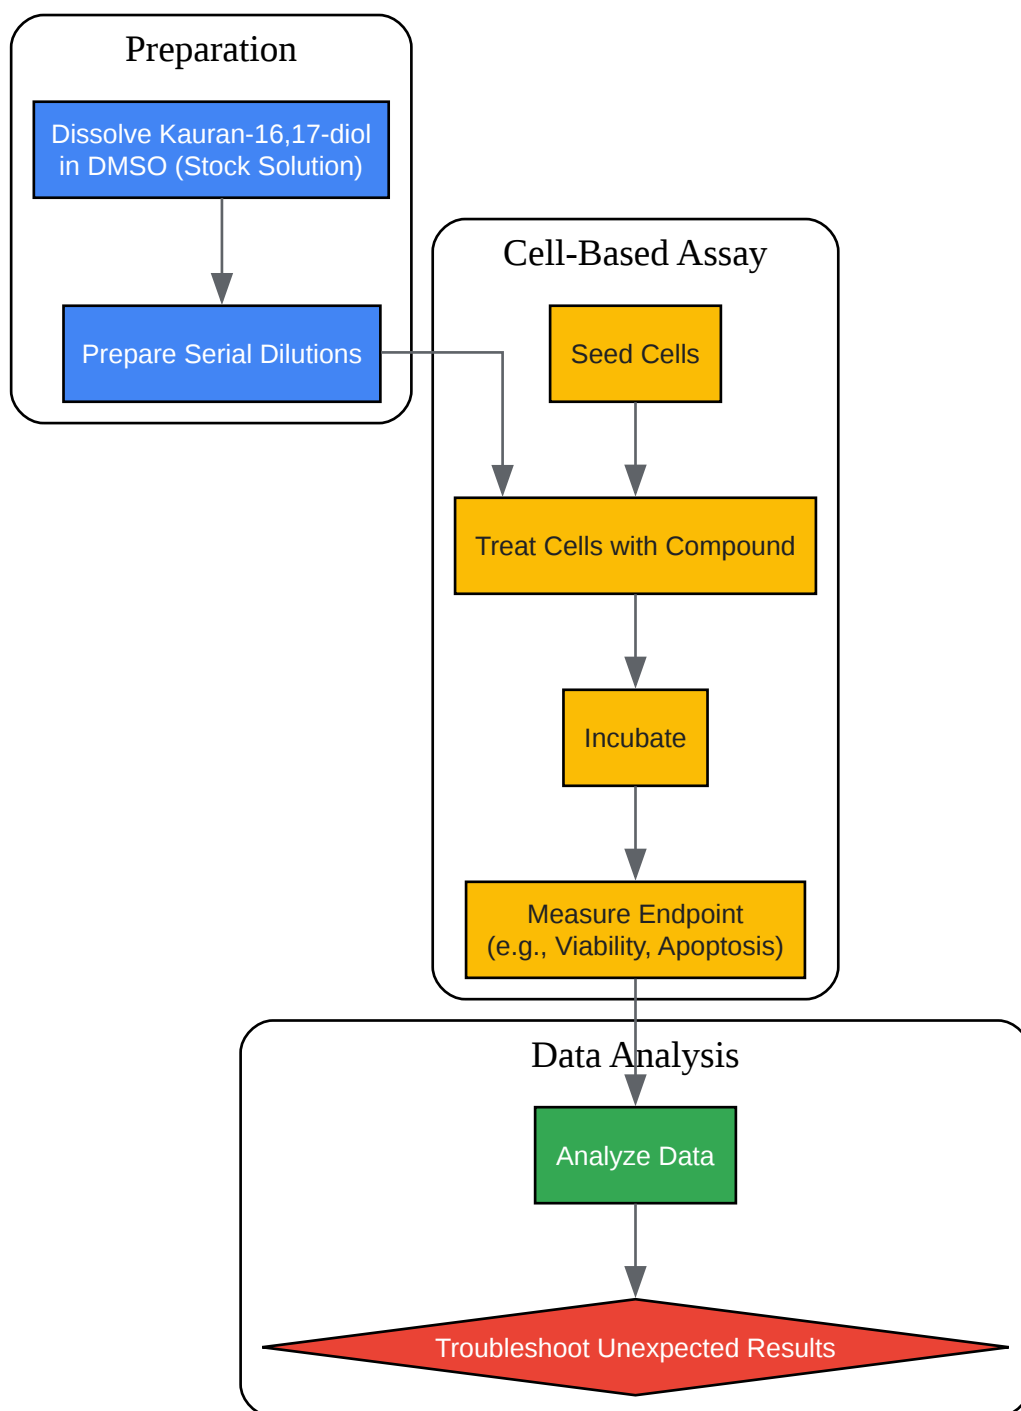 Preparation
Dissolve Kauran-16,17-diol
in DMSO (Stock Solution)
Prepare Serial Dilutions
Cell-Based Assay
Seed Cells
Treat Cells with Compound
Incubate
Measure Endpoint
(e.g., Viability, Apoptosis)
Data Analysis
Analyze Data
Troubleshoot Unexpected Results